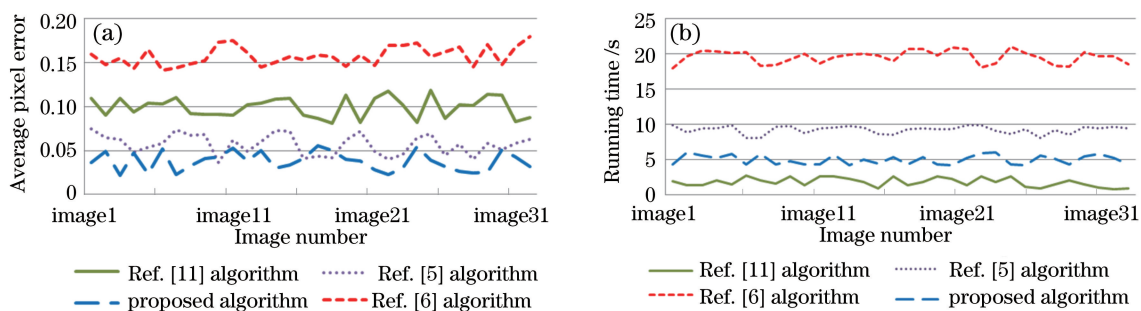 (a)
Average pixel error
0.20
0.15
0.10
0.05
0
image1 image11 image21 image31
Image number
Ref. [11] algorithm
Ref. [5] algorithm
proposed algorithm
Ref. [6] algorithm
(b)
Running time /s
25
20
15
10
5
0
image1 image11 image21 image31
Image number
Ref. [11] algorithm
Ref. [5] algorithm
Ref. [6] algorithm
proposed algorithm